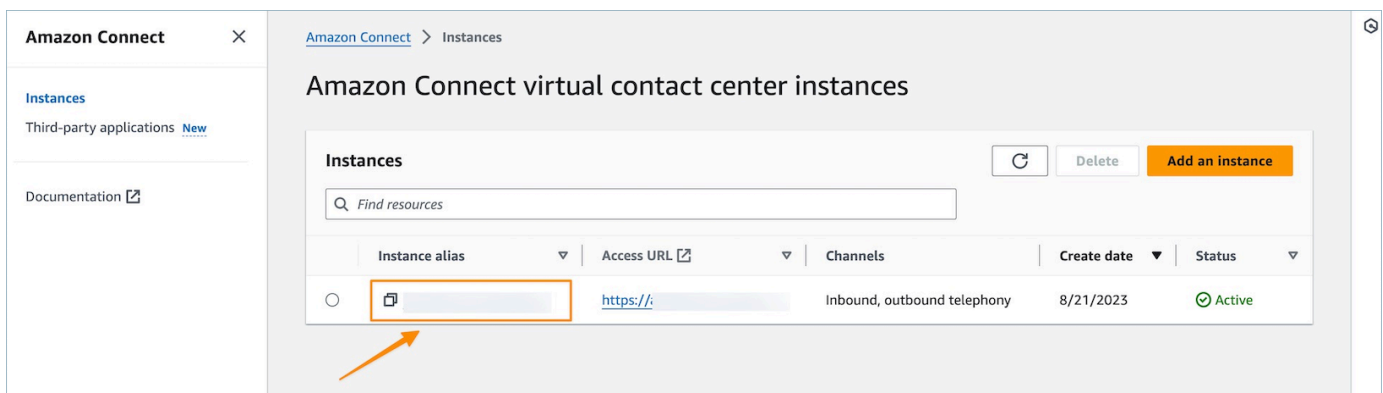 Amazon Connect
Instances
Third-party applications New
Documentation
Amazon Connect > Instances
Amazon Connect virtual contact center instances
Instances
Delete
Add an instance
Find resources
Instance alias
Access URL
Channels
Create date
Status
https://
Inbound, outbound telephony
8/21/2023
Active